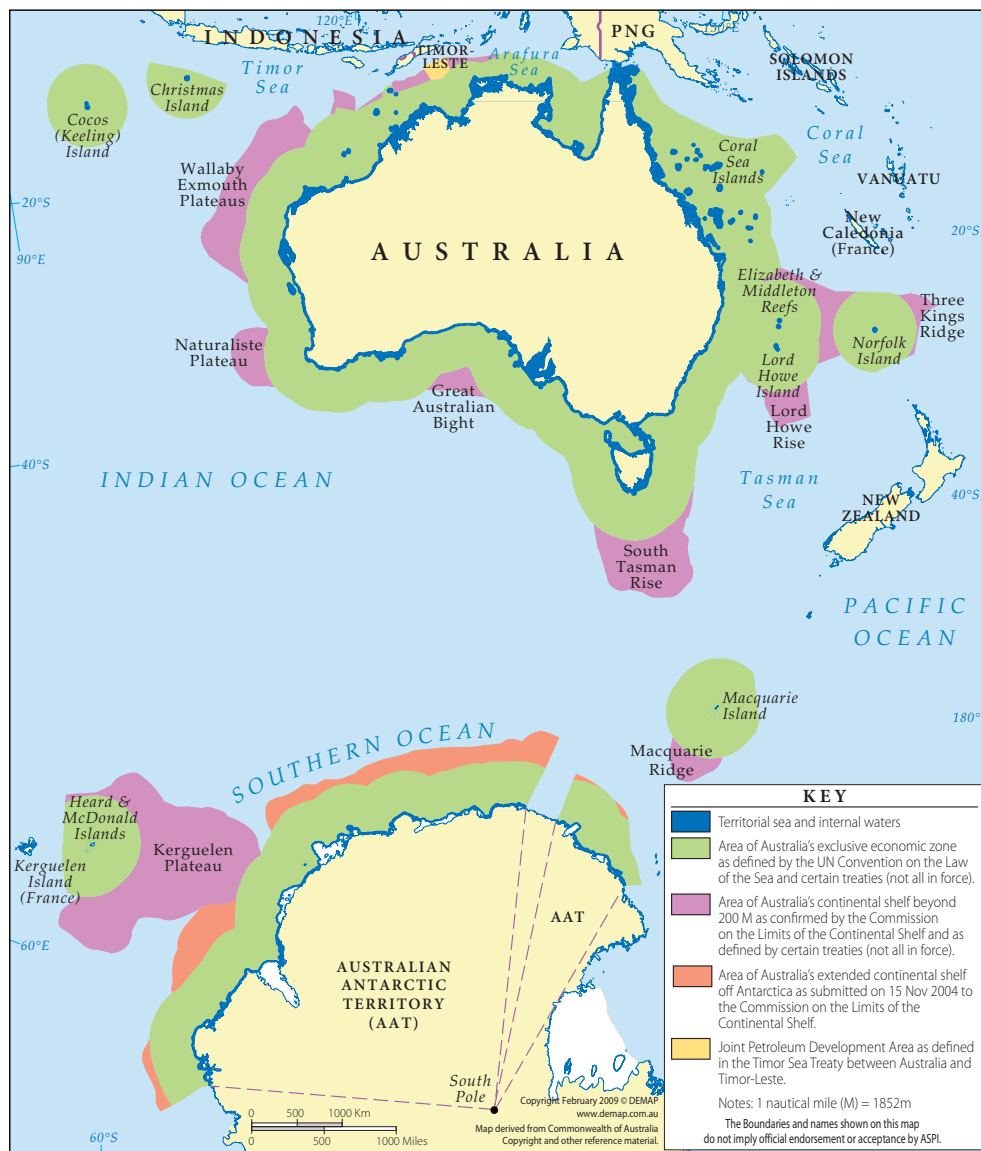 120°E
150°E
INDONESIA
PNG
TIMOR-
LESTE
Arafura
Sea
Timor
Sea
SOLOMON
ISLANDS
Christmas
Island
Cocos
(Keeling)
Island
Coral
Sea
Islands
Coral
Sea
Wallaby
Exmouth
Plateaus
VANUATU
20°S
New
Caledonia
(France)
20°S
90°E
AUSTRALIA
Elizabeth &
Middleton
Reefs
Three
Kings
Ridge
Norfolk
Island
Naturaliste
Plateau
Lord
Howe
Island
Great
Australian
Bight
Lord
Howe
Rise
40°S
INDIAN OCEAN
Tasman
Sea
40°S
NEW
ZEALAND
South
Tasman
Rise
PACIFIC
OCEAN
Macquarie
Island
180°
Macquarie
Ridge
SOUTHERN OCEAN
Heard &
McDonald
Islands
Kerguelen
Plateau
Kerguelen
Island
(France)
60°E
AAT
AUSTRALIAN
ANTARCTIC
TERRITORY
(AAT)
South
Pole
60°S
0 500 1000 Km
0 500 1000 Miles
Copyright February 2009 © DEMAP
www.demap.com.au
Map derived from Commonwealth of Australia
Copyright and other reference material.
KEY
Territorial sea and internal waters
Area of Australia's exclusive economic zone
as defined by the UN Convention on the Law
of the Sea and certain treaties (not all in force).
Area of Australia's continental shelf beyond
200 M as confirmed by the Commission
on the Limits of the Continental Shelf and as
defined by certain treaties (not all in force).
Area of Australia's extended continental shelf
off Antarctica as submitted on 15 Nov 2004 to
the Commission on the Limits of the
Continental Shelf.
Joint Petroleum Development Area as defined
in the Timor Sea Treaty between Australia and
Timor-Leste.
Notes: 1 nautical mile (M) = 1852m
The Boundaries and names shown on this map
do not imply official endorsement or acceptance by ASPI.